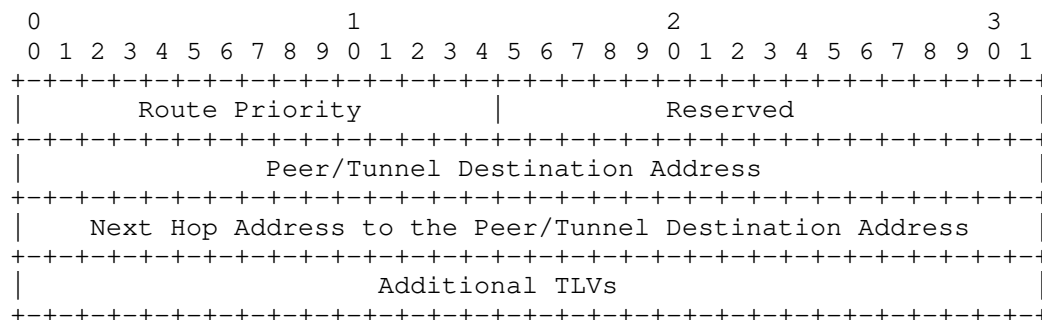 0                   1                   2                   3
 0 1 2 3 4 5 6 7 8 9 0 1 2 3 4 5 6 7 8 9 0 1 2 3 4 5 6 7 8 9 0 1
+-+-+-+-+-+-+-+-+-+-+-+-+-+-+-+-+-+-+-+-+-+-+-+-+-+-+-+-+-+-+-+-+
|       Route Priority        |          Reserved               |
+-+-+-+-+-+-+-+-+-+-+-+-+-+-+-+-+-+-+-+-+-+-+-+-+-+-+-+-+-+-+-+-+
|               Peer/Tunnel Destination Address                 |
+-+-+-+-+-+-+-+-+-+-+-+-+-+-+-+-+-+-+-+-+-+-+-+-+-+-+-+-+-+-+-+-+
|    Next Hop Address to the Peer/Tunnel Destination Address    |
+-+-+-+-+-+-+-+-+-+-+-+-+-+-+-+-+-+-+-+-+-+-+-+-+-+-+-+-+-+-+-+-+
|                      Additional TLVs                          |
+-+-+-+-+-+-+-+-+-+-+-+-+-+-+-+-+-+-+-+-+-+-+-+-+-+-+-+-+-+-+-+-+